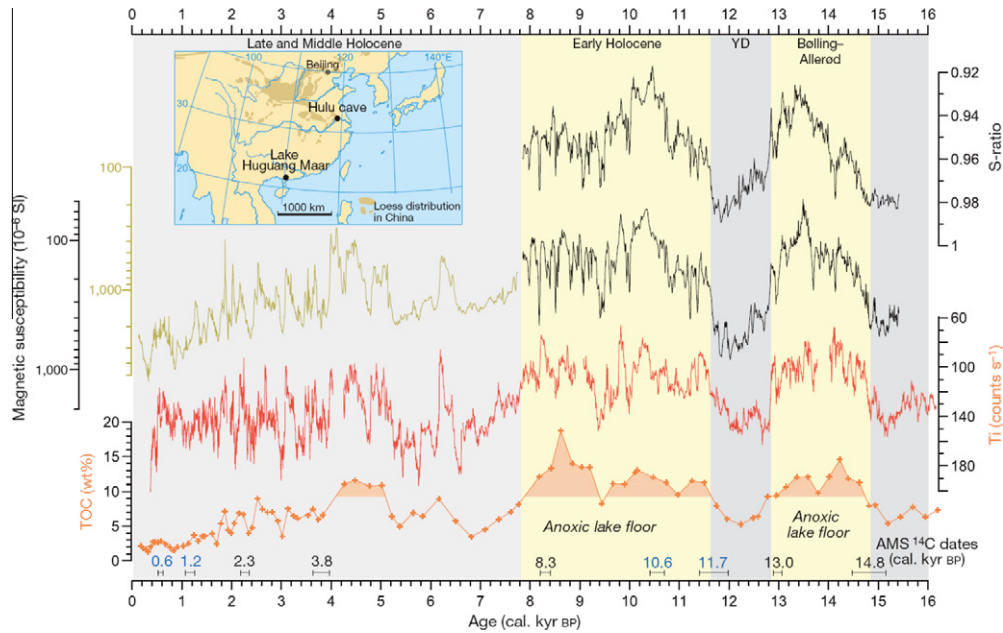 0 1 2 3 4 5 6 7 8 9 10 11 12 13 14 15 16
Late and Middle Holocene
Early Holocene
YD
Bølling–
Allerød
100
120
140°E
Beijing
30
Hulu cave
Lake
Huguang Maar
20
1000 km
Loess distribution
in China
0.92
0.94
0.96
0.98
1
S-ratio
Magnetic susceptibility (10⁻⁶ SI)
100
1,000
100
1,000
60
90
120
150
180
Ti (counts s⁻¹)
TOC (wt%)
20
15
10
5
0
Anoxic lake floor
Anoxic
lake floor
AMS ¹⁴C dates
(cal. kyr BP)
0.6 1.2 2.3 3.8 8.3 10.6 11.7 13.0 14.8
0 1 2 3 4 5 6 7 8 9 10 11 12 13 14 15 16
Age (cal. kyr BP)